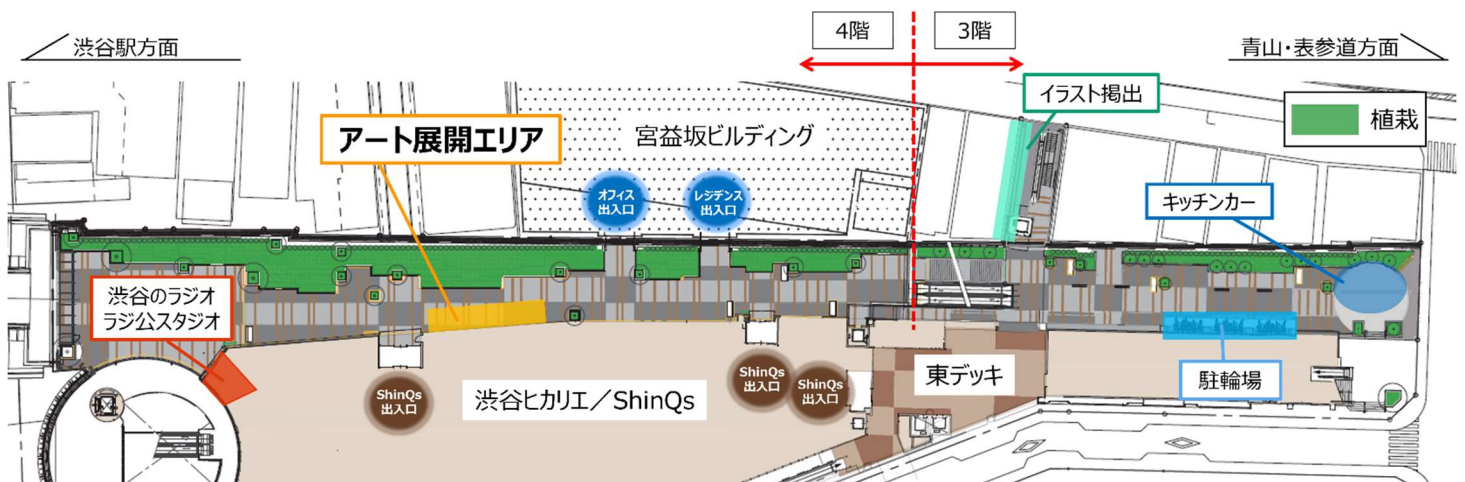 渋谷駅方面
4階
3階
青山・表参道方面
イラスト掲出
植栽
アート展開エリア
宮益坂ビルディング
オフィス
出入口
レジデンス
出入口
キッチンカー
渋谷のラジオ
ラジ公スタジオ
ShinQs
出入口
渋谷ヒカリエ/ShinQs
ShinQs
出入口
ShinQs
出入口
東デッキ
駐輪場